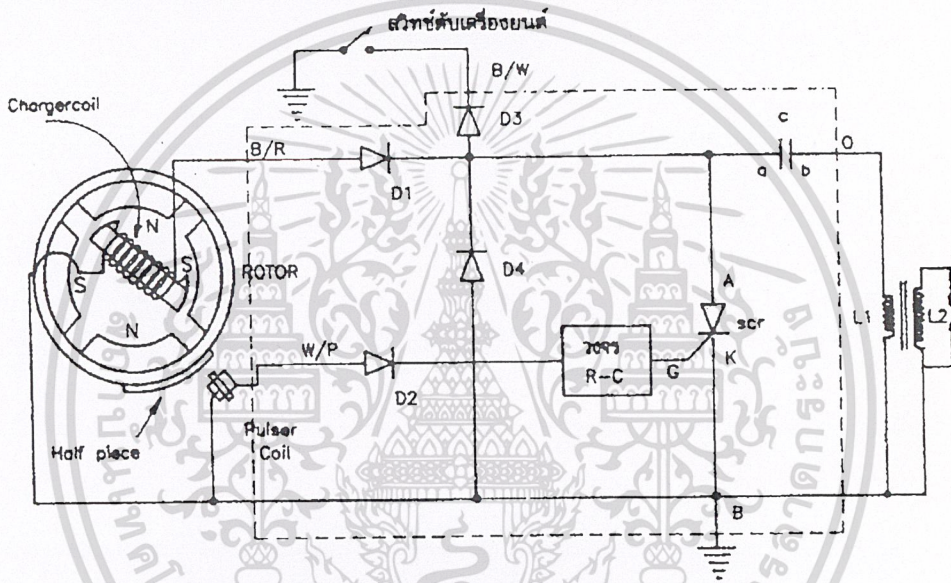 สวิทช์ดับเครื่องยนต์
B/W
Chargercoil
D3
C
O
B/R
a
b
D1
N
S
S
ROTOR
D4
A
L1
L2
scr
N
W/P
วงจร
R-C
G
K
D2
Pulser
Coil
Half piece
B